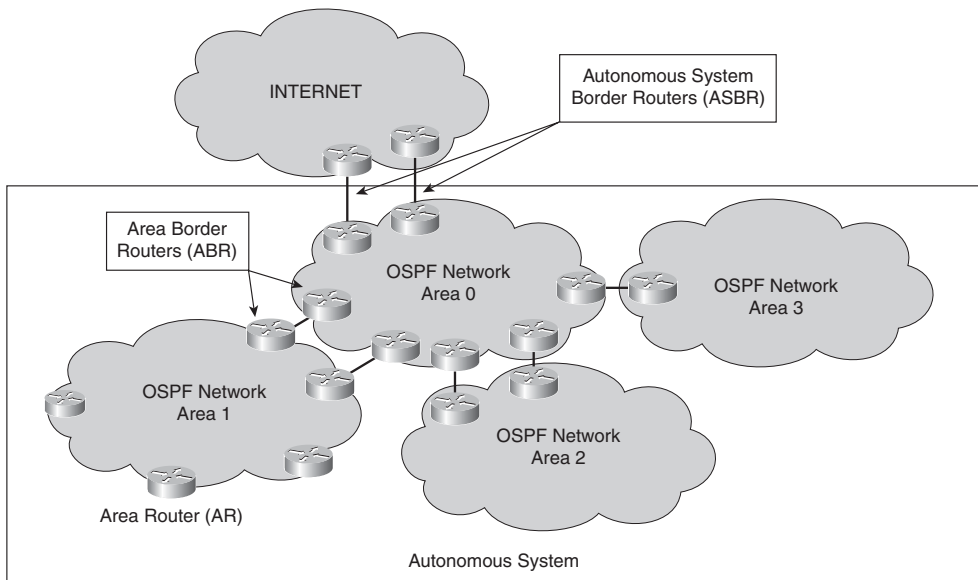 INTERNET
Autonomous System
Border Routers (ASBR)
Area Border
Routers (ABR)
OSPF Network
Area 0
OSPF Network
Area 3
OSPF Network
Area 1
OSPF Network
Area 2
Area Router (AR)
Autonomous System